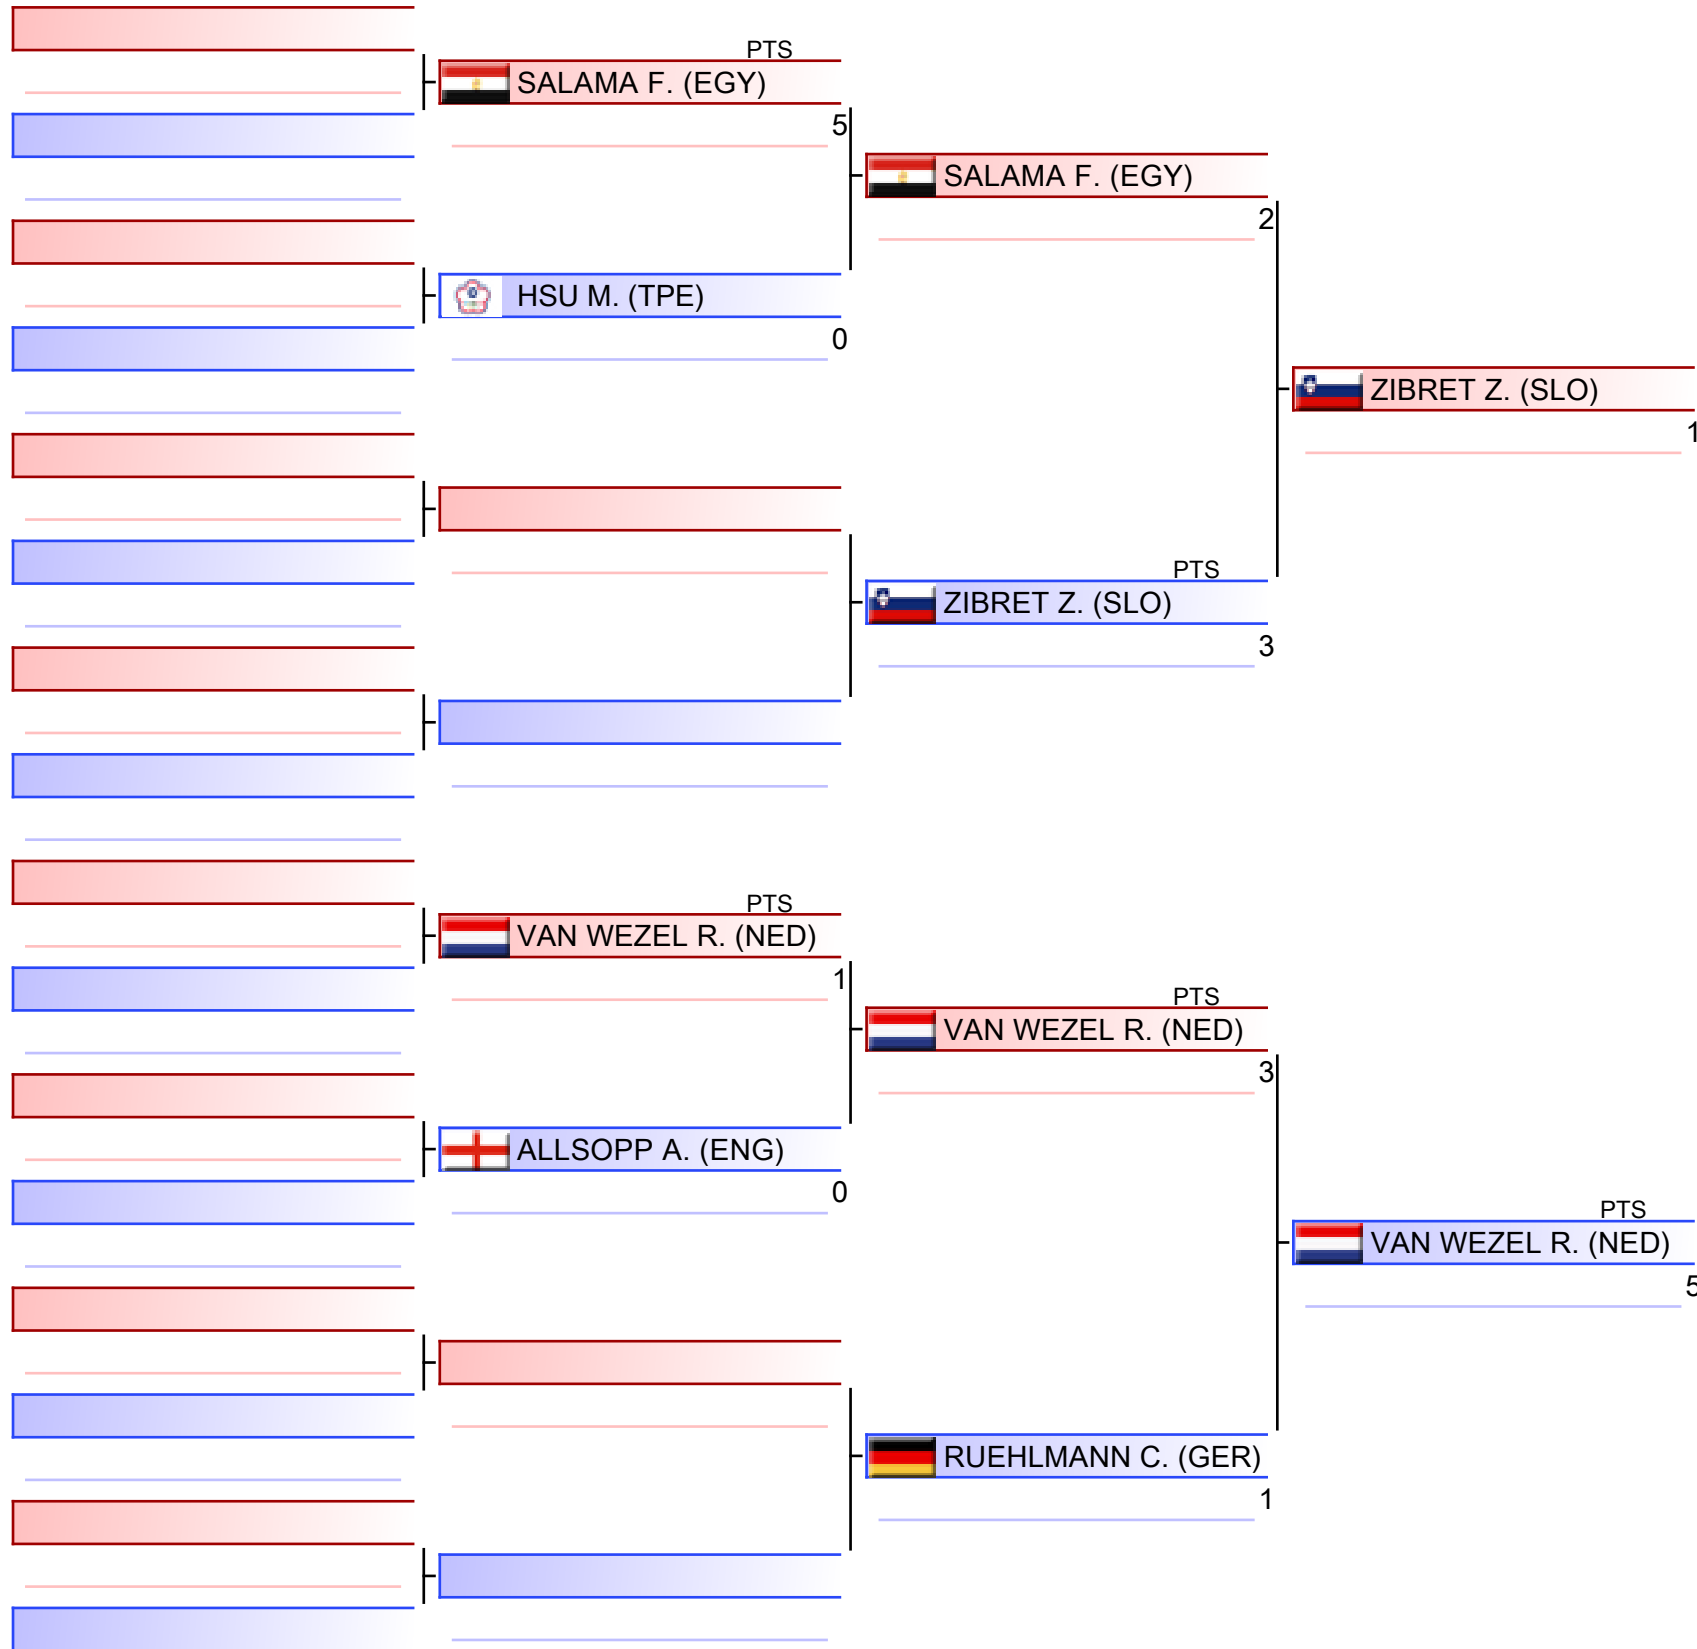 PTS
SALAMA F. (EGY)
5
SALAMA F. (EGY)
2
HSU M. (TPE)
0
ZIBRET Z. (SLO)
1
PTS
ZIBRET Z. (SLO)
3
PTS
VAN WEZEL R. (NED)
1
PTS
VAN WEZEL R. (NED)
3
ALLSOPP A. (ENG)
0
PTS
VAN WEZEL R. (NED)
5
RUEHLMANN C. (GER)
1